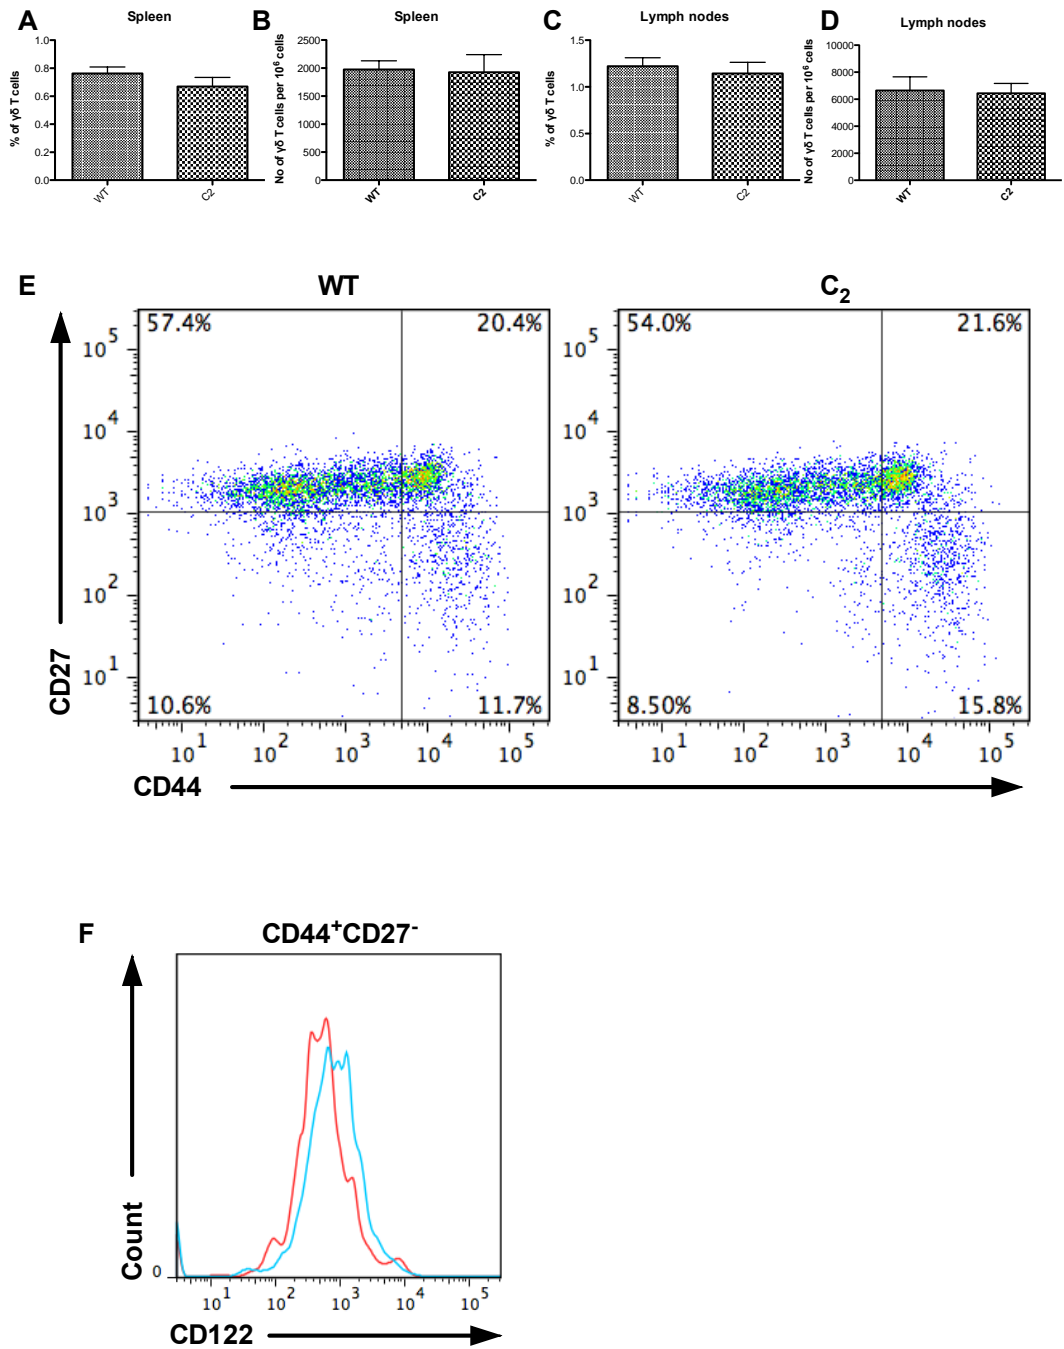 A
Spleen
% of γδ T cells
1.0
0.8
0.6
0.4
0.2
0.0
WT
C2
B
Spleen
No of γδ T cells per 10⁶ cells
2500
2000
1500
1000
500
0
WT
C2
C
Lymph nodes
% of γδ T cells
1.5
1.0
0.5
0.0
WT
C2
D
Lymph nodes
No of γδ T cells per 10⁶ cells
10000
8000
6000
4000
2000
0
WT
C2
E
WT
57.4%
20.4%
10.6%
11.7%
10⁵
10⁴
10³
10²
10¹
10¹ 10² 10³ 10⁴ 10⁵
C₂
54.0%
21.6%
8.50%
15.8%
10⁵
10⁴
10³
10²
10¹
10¹ 10² 10³ 10⁴ 10⁵
CD27
CD44
F
CD44⁺CD27⁻
Count
0
10¹ 10² 10³ 10⁴ 10⁵
CD122